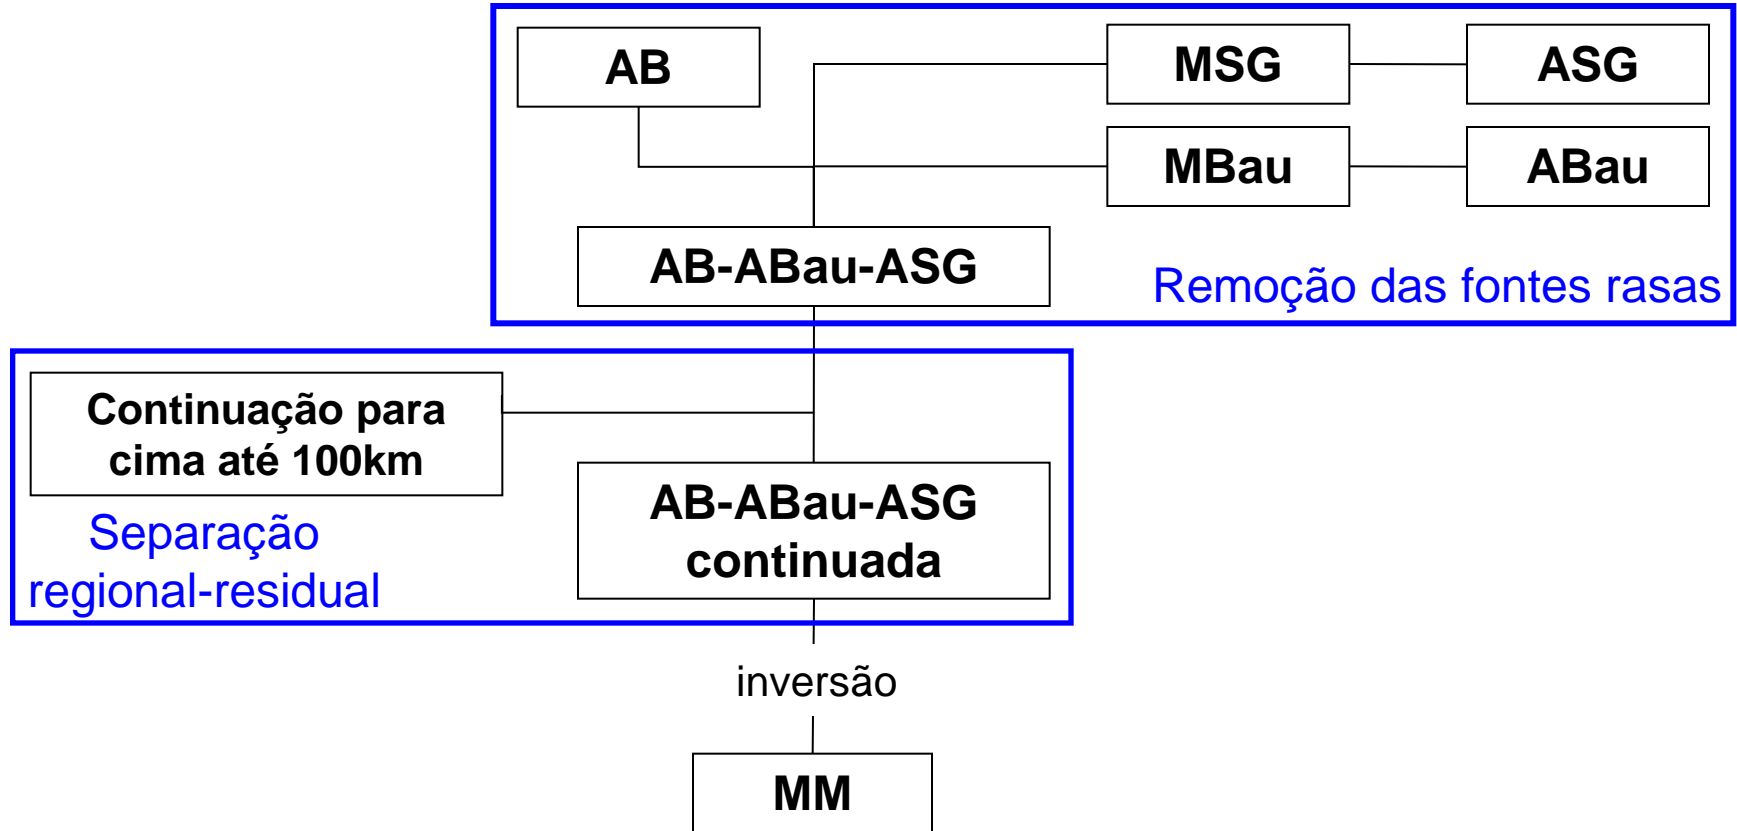 AB
MSG
ASG
MBau
ABau
AB-ABau-ASG
Remoção das fontes rasas
Continuação para
cima até 100km
Separação
regional-residual
AB-ABau-ASG
continuada
inversão
MM